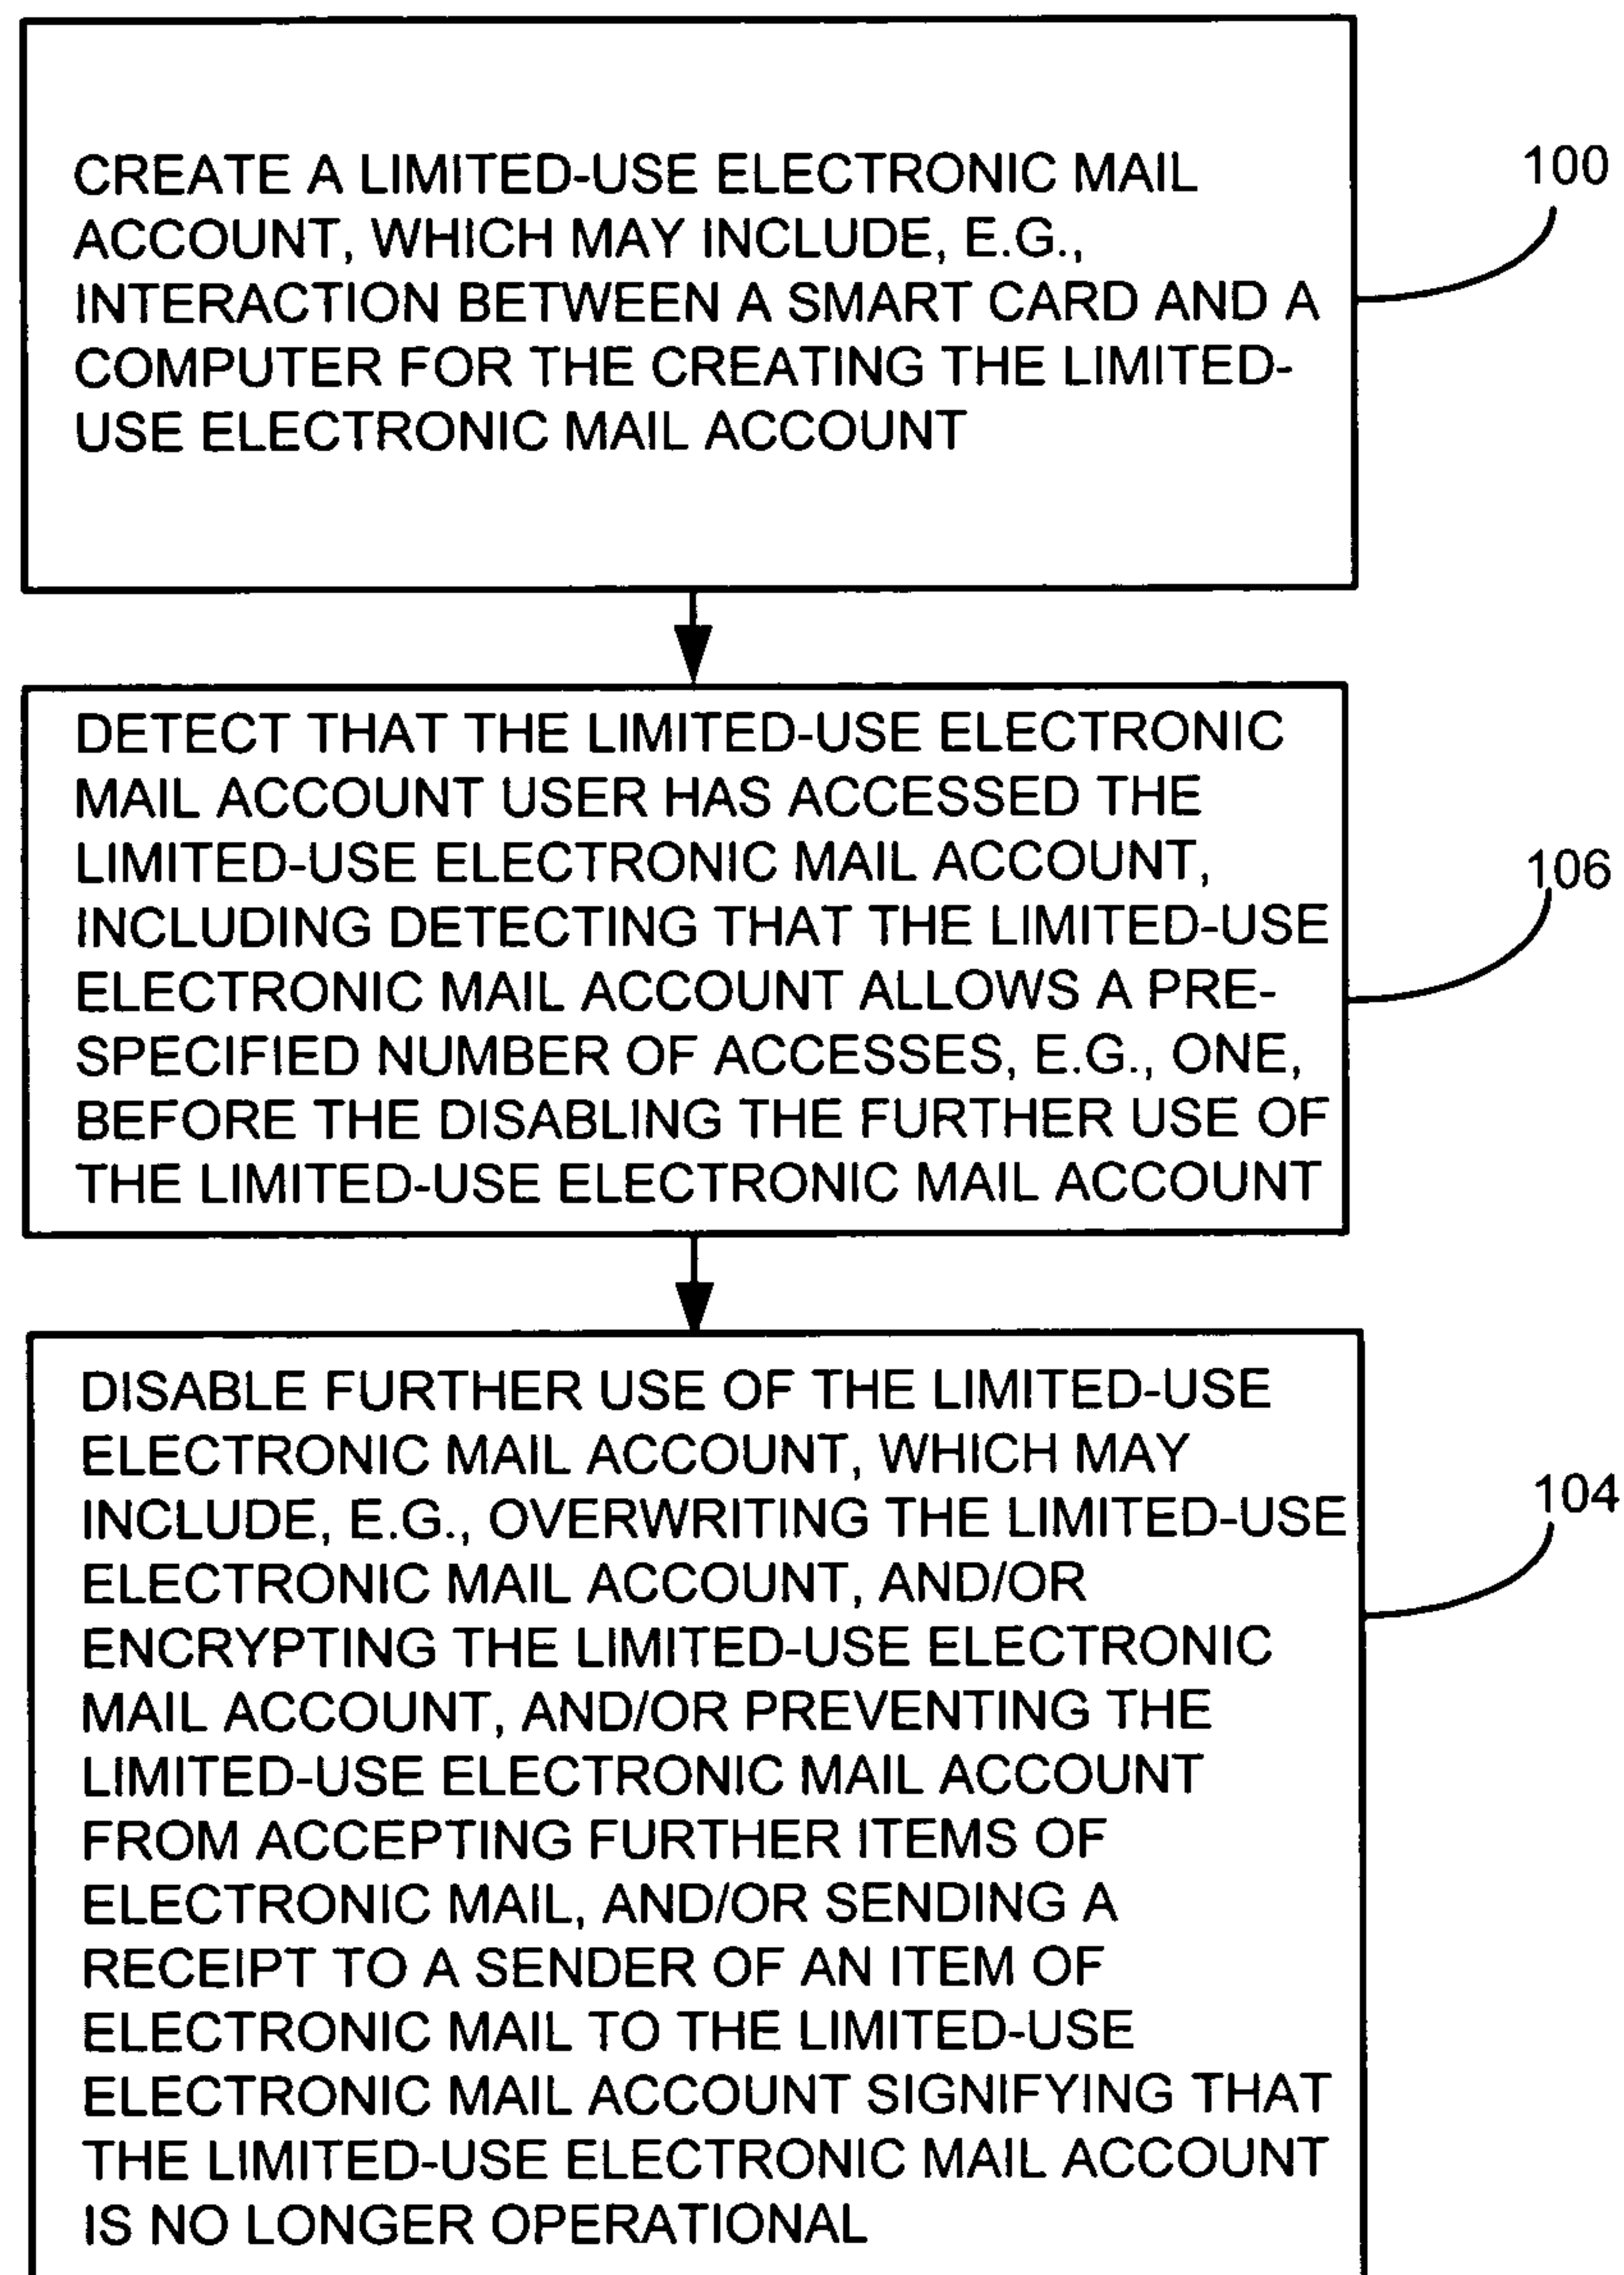 CREATE A LIMITED-USE ELECTRONIC MAIL
ACCOUNT, WHICH MAY INCLUDE, E.G.,
INTERACTION BETWEEN A SMART CARD AND A
COMPUTER FOR THE CREATING THE LIMITED-
USE ELECTRONIC MAIL ACCOUNT
100
DETECT THAT THE LIMITED-USE ELECTRONIC
MAIL ACCOUNT USER HAS ACCESSED THE
LIMITED-USE ELECTRONIC MAIL ACCOUNT,
INCLUDING DETECTING THAT THE LIMITED-USE
ELECTRONIC MAIL ACCOUNT ALLOWS A PRE-
SPECIFIED NUMBER OF ACCESSES, E.G., ONE,
BEFORE THE DISABLING THE FURTHER USE OF
THE LIMITED-USE ELECTRONIC MAIL ACCOUNT
106
DISABLE FURTHER USE OF THE LIMITED-USE
ELECTRONIC MAIL ACCOUNT, WHICH MAY
INCLUDE, E.G., OVERWRITING THE LIMITED-USE
ELECTRONIC MAIL ACCOUNT, AND/OR
ENCRYPTING THE LIMITED-USE ELECTRONIC
MAIL ACCOUNT, AND/OR PREVENTING THE
LIMITED-USE ELECTRONIC MAIL ACCOUNT
FROM ACCEPTING FURTHER ITEMS OF
ELECTRONIC MAIL, AND/OR SENDING A
RECEIPT TO A SENDER OF AN ITEM OF
ELECTRONIC MAIL TO THE LIMITED-USE
ELECTRONIC MAIL ACCOUNT SIGNIFYING THAT
THE LIMITED-USE ELECTRONIC MAIL ACCOUNT
IS NO LONGER OPERATIONAL
104